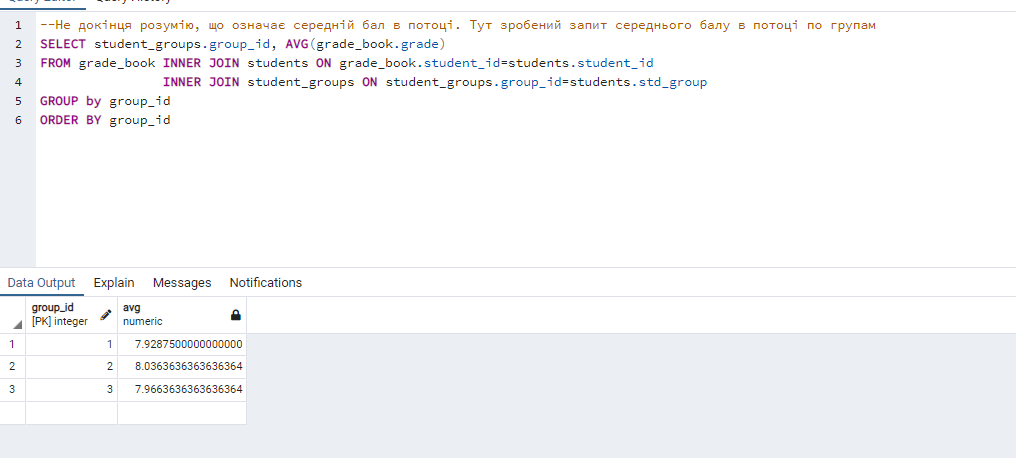 Query Editor Query History
1 --Не докінця розумію, що означає середній бал в потоці. Тут зроблений запит середнього балу в потоці по групам
2 SELECT student_groups.group_id, AVG(grade_book.grade)
3 FROM grade_book INNER JOIN students ON grade_book.student_id=students.student_id
4 INNER JOIN student_groups ON student_groups.group_id=students.std_group
5 GROUP by group_id
6 ORDER BY group_id
Data Output Explain Messages Notifications
group_id avg
[PK] integer numeric
1 1 7.9287500000000000
2 2 8.0363636363636364
3 3 7.9663636363636364